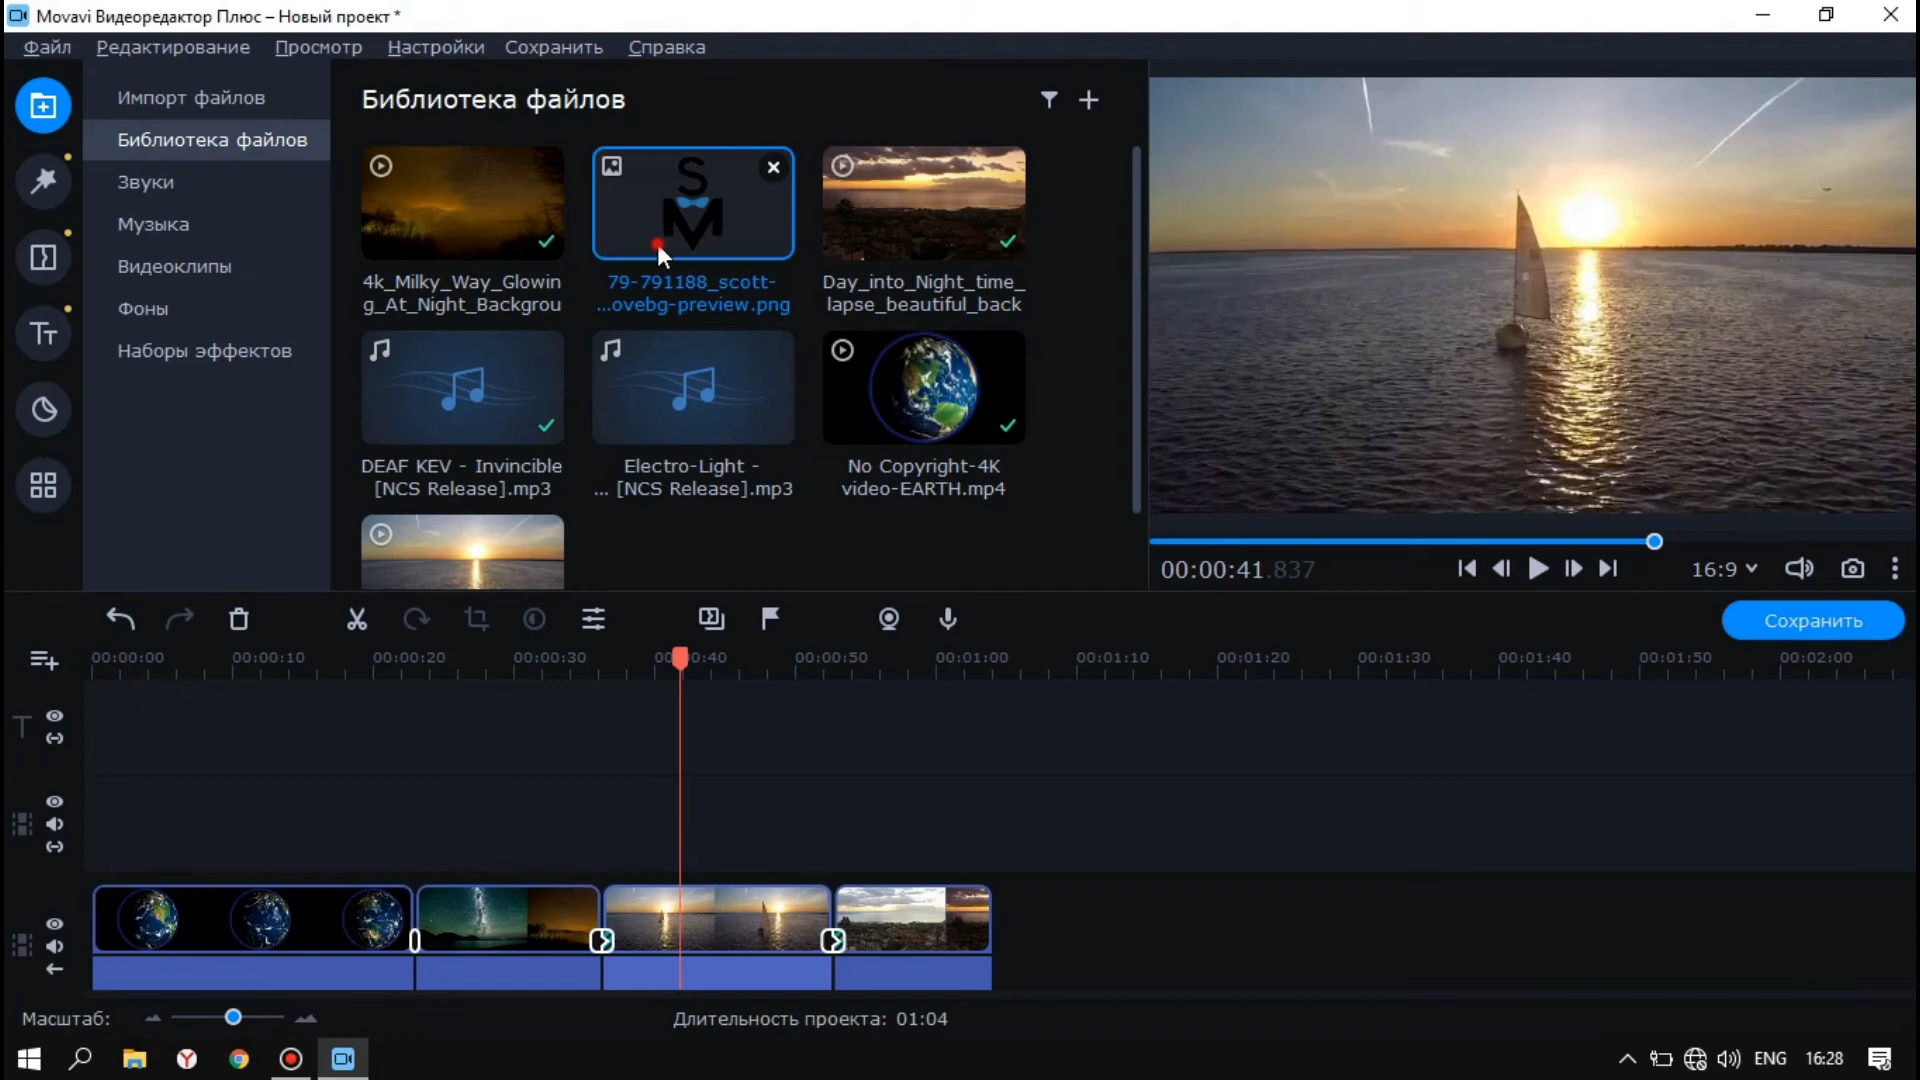 Movavi Видеоредактор Плюс – Новый проект *
Файл Редактирование Просмотр Настройки Сохранить Справка
Импорт файлов
Библиотека файлов
Звуки
Музыка
Видеоклипы
Фоны
Наборы эффектов
Библиотека файлов
4k_Milky_Way_Glowin
g_At_Night_Backgrou
S
M
79-791188_scott-
...ovebg-preview.png
Day_into_Night_time_
lapse_beautiful_back
DEAF KEV - Invincible
[NCS Release].mp3
Electro-Light -
... [NCS Release].mp3
No Copyright-4K
video-EARTH.mp4
00:00:41.837
16:9
Сохранить
00:00:00 00:00:10 00:00:20 00:00:30 00:00:40 00:00:50 00:01:00 00:01:10 00:01:20 00:01:30 00:01:40 00:01:50 00:02:00
Масштаб:
Длительность проекта: 01:04
ENG 16:28